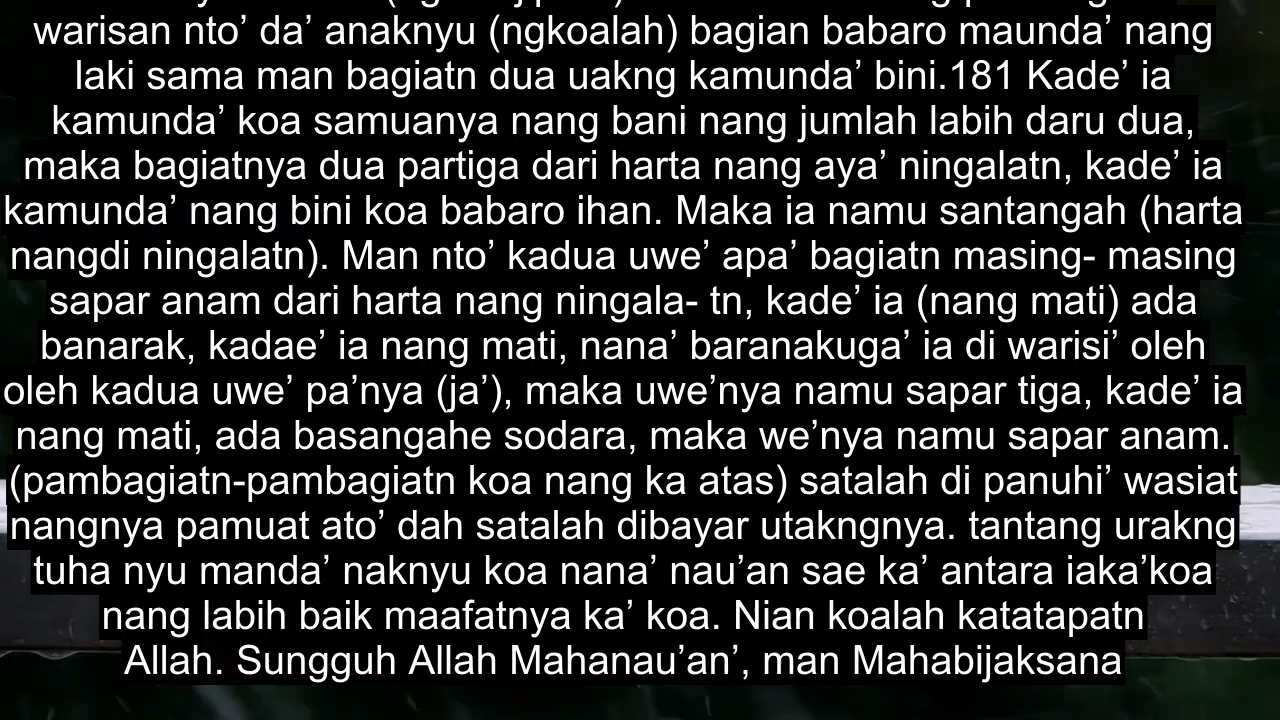 warisan nto’ da’ anaknyu (ngkoalah) bagian babaro maunda’ nang
laki sama man bagiatn dua uakng kamunda’ bini.181 Kade’ ia
kamunda’ koa samuanya nang bani nang jumlah labih daru dua,
maka bagiatnya dua partiga dari harta nang aya’ ningalatn, kade’ ia
kamunda’ nang bini koa babaro ihan. Maka ia namu santangah (harta
nangdi ningalatn). Man nto’ kadua uwe’ apa’ bagiatn masing- masing
sapar anam dari harta nang ningala- tn, kade’ ia (nang mati) ada
banarak, kadae’ ia nang mati, nana’ baranakuga’ ia di warisi’ oleh
oleh kadua uwe’ pa’nya (ja’), maka uwe’nya namu sapar tiga, kade’ ia
nang mati, ada basangahe sodara, maka we’nya namu sapar anam.
(pambagiatn-pambagiatn koa nang ka atas) satalah di panuhi’ wasiat
nangnya pamuat ato’ dah satalah dibayar utakngnya. tantang urakng
tuha nyu manda’ naknyu koa nana’ nau’an sae ka’ antara iaka’koa
nang labih baik maafatnya ka’ koa. Nian koalah katatapatn
Allah. Sungguh Allah Mahanau’an’, man Mahabijaksana